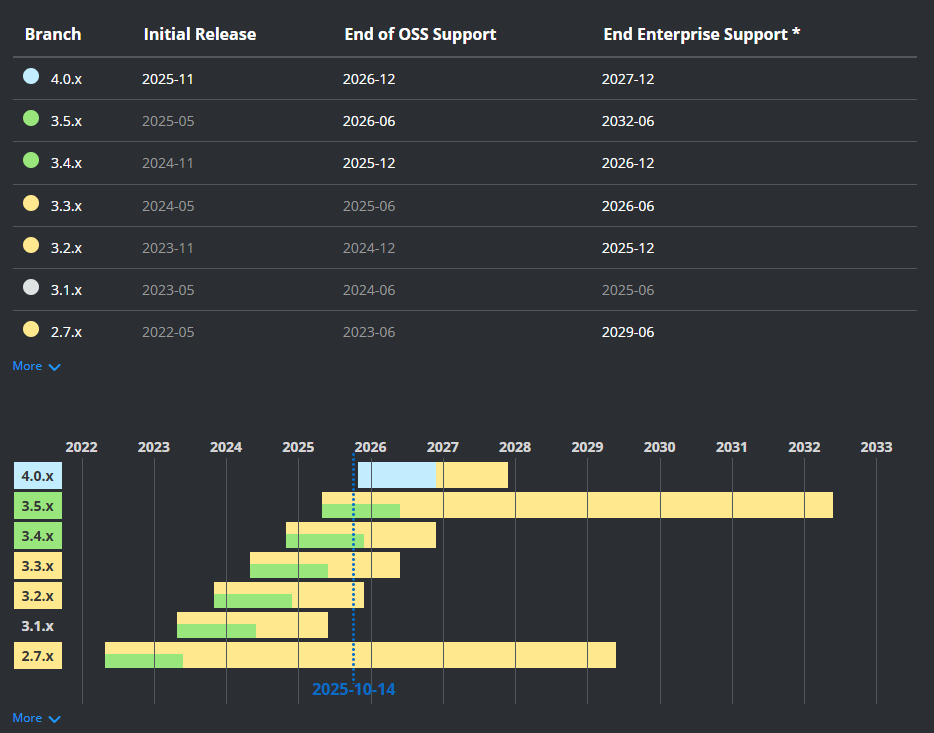 Branch Initial Release End of OSS Support End Enterprise Support *
4.0.x 2025-11 2026-12 2027-12
3.5.x 2025-05 2026-06 2032-06
3.4.x 2024-11 2025-12 2026-12
3.3.x 2024-05 2025-06 2026-06
3.2.x 2023-11 2024-12 2025-12
3.1.x 2023-05 2024-06 2025-06
2.7.x 2022-05 2023-06 2029-06
More
2022 2023 2024 2025 2026 2027 2028 2029 2030 2031 2032 2033
4.0.x
3.5.x
3.4.x
3.3.x
3.2.x
3.1.x
2.7.x
2025-10-14
More